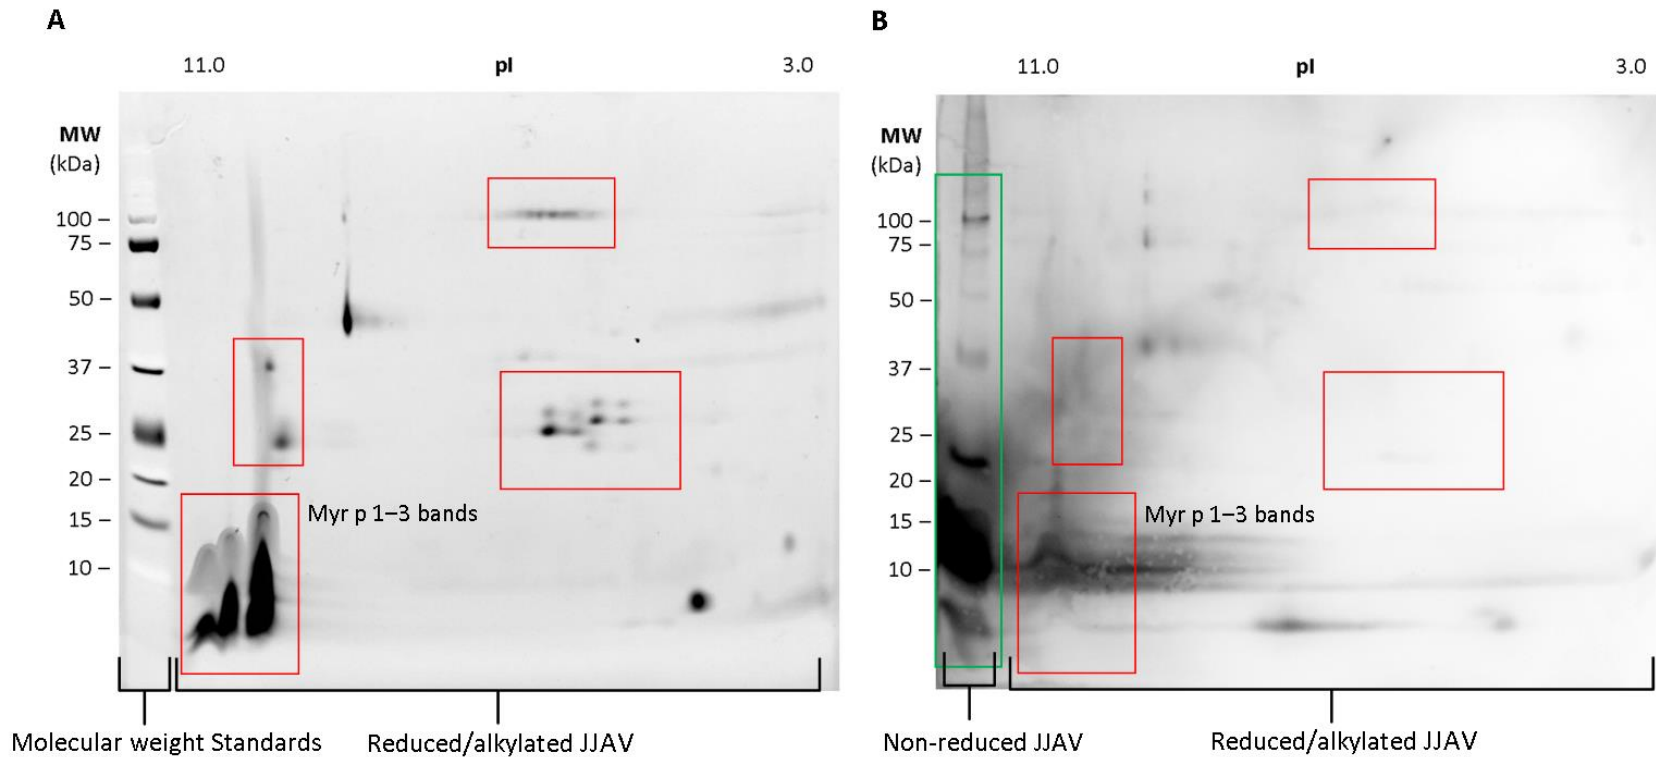 A
11.0 pI 3.0
MW
(kDa)
100 –
75 –
50 –
37 –
25 –
20 –
15 –
10 –
Myr p 1–3 bands
Molecular weight Standards
Reduced/alkylated JJAV
B
11.0 pI 3.0
MW
(kDa)
100 –
75 –
50 –
37 –
25 –
20 –
15 –
10 –
Myr p 1–3 bands
Non-reduced JJAV
Reduced/alkylated JJAV